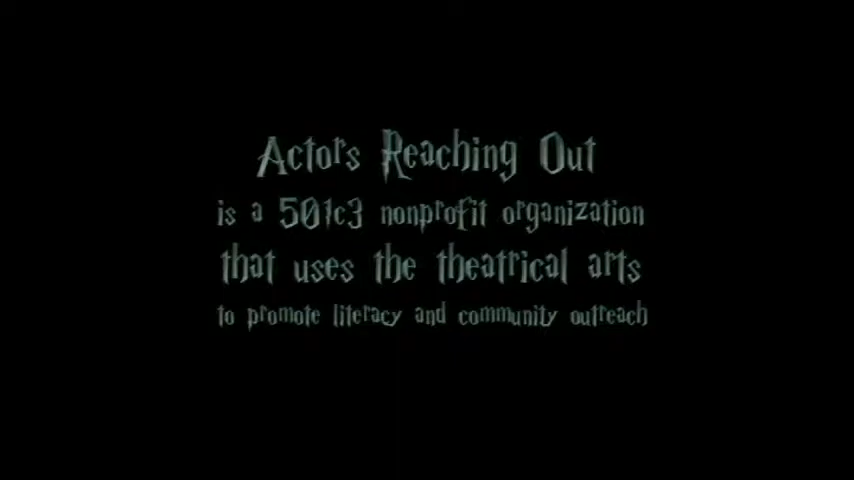 Actors Reaching Out
is a 501c3 nonprofit organization
that uses the theatrical arts
to promote literacy and community outreach